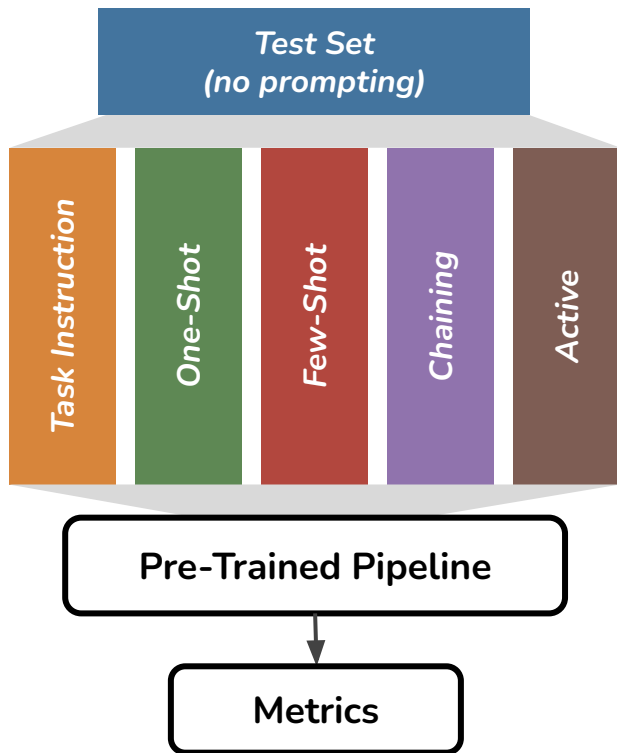 Test Set
(no prompting)
Task Instruction
One-Shot
Few-Shot
Chaining
Active
Pre-Trained Pipeline
Metrics